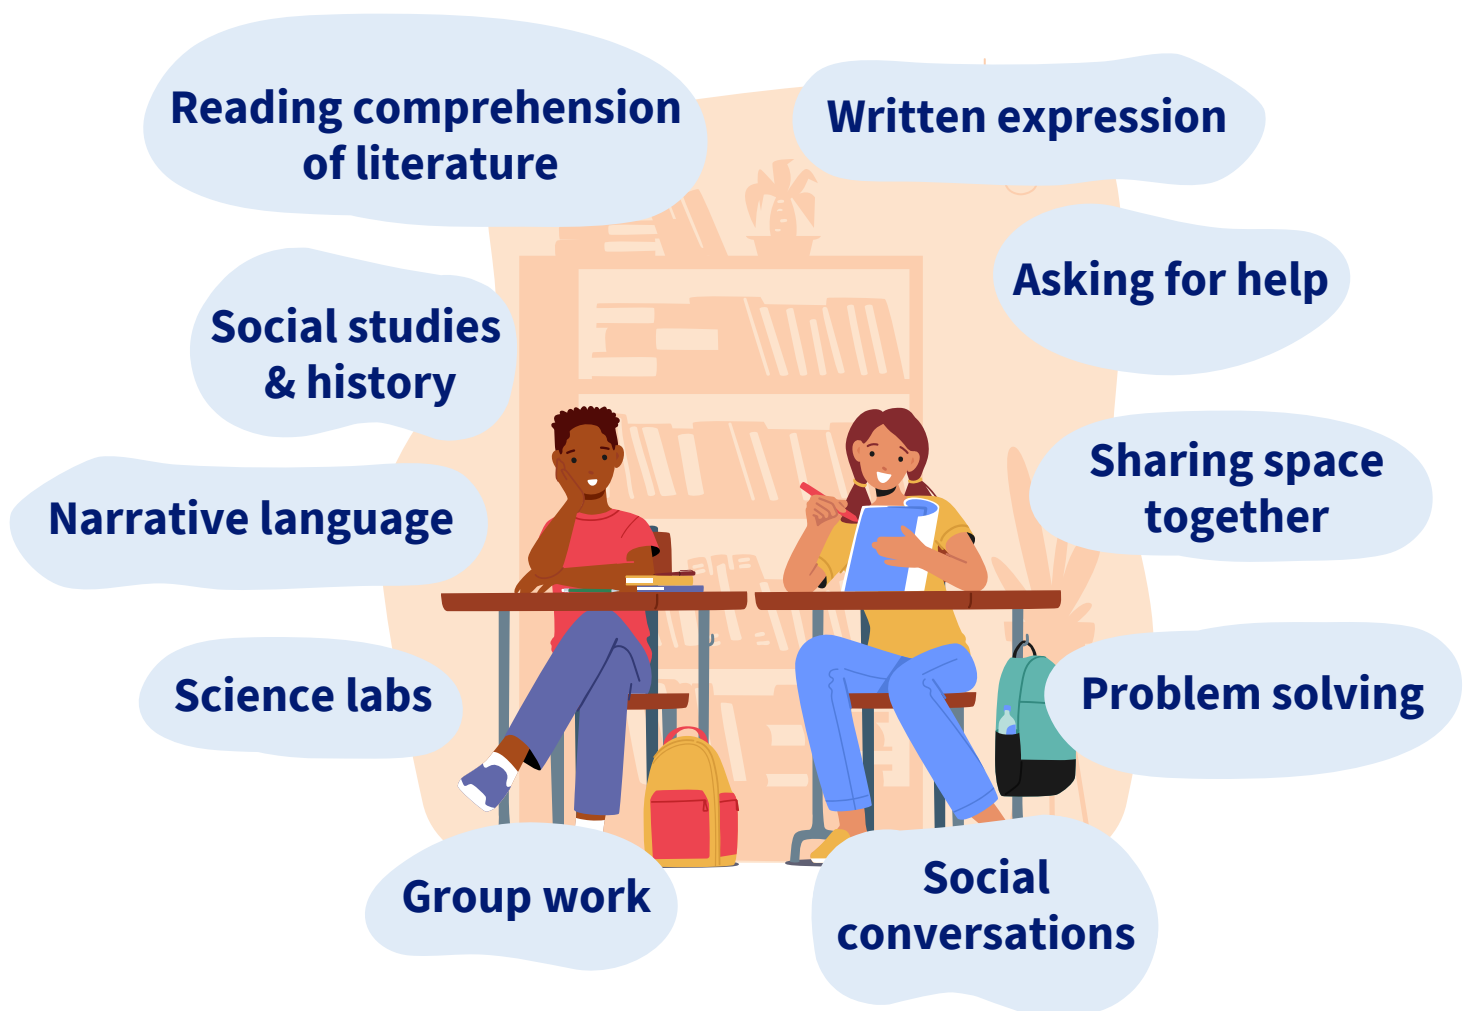 Reading comprehension
of literature
Written expression
Asking for help
Social studies
& history
Sharing space
together
Narrative language
Science labs
Problem solving
Group work
Social
conversations